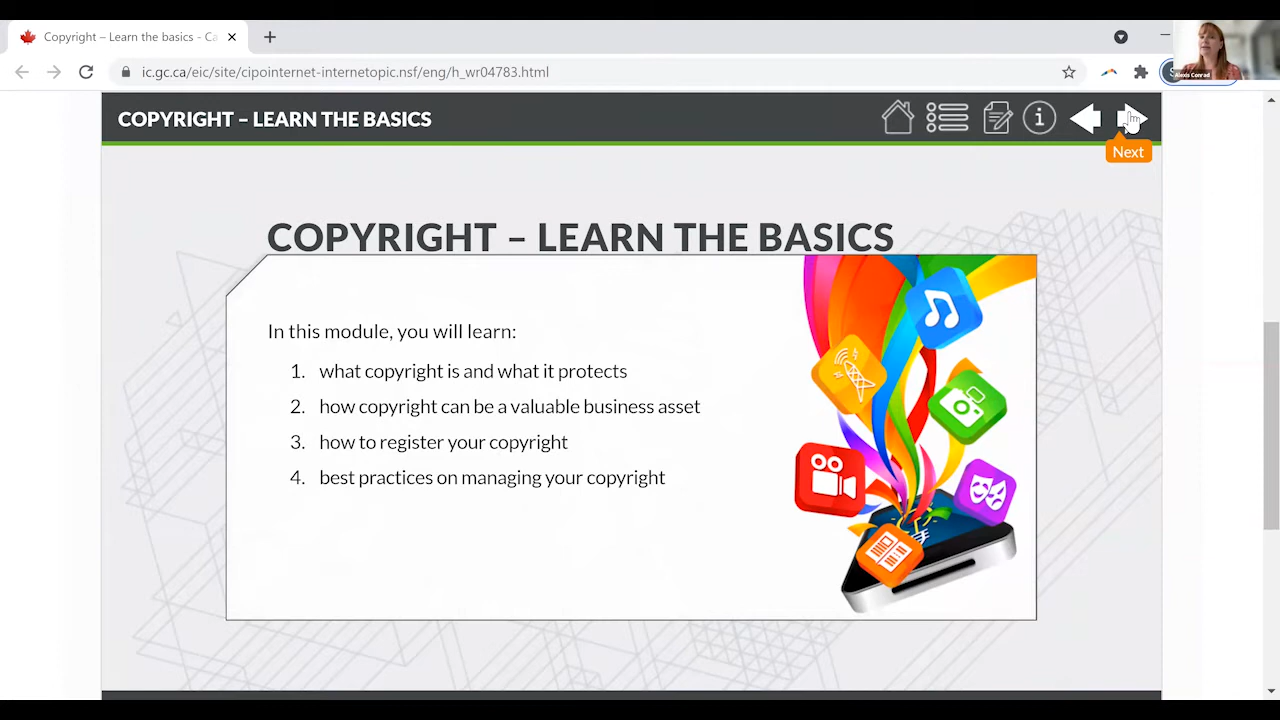 Copyright – Learn the basics - Ca
ic.gc.ca/eic/site/cipointernet-internetopic.nsf/eng/h_wr04783.html
Alexis Conrad
COPYRIGHT – LEARN THE BASICS
Next
COPYRIGHT – LEARN THE BASICS
In this module, you will learn:
1. what copyright is and what it protects
2. how copyright can be a valuable business asset
3. how to register your copyright
4. best practices on managing your copyright